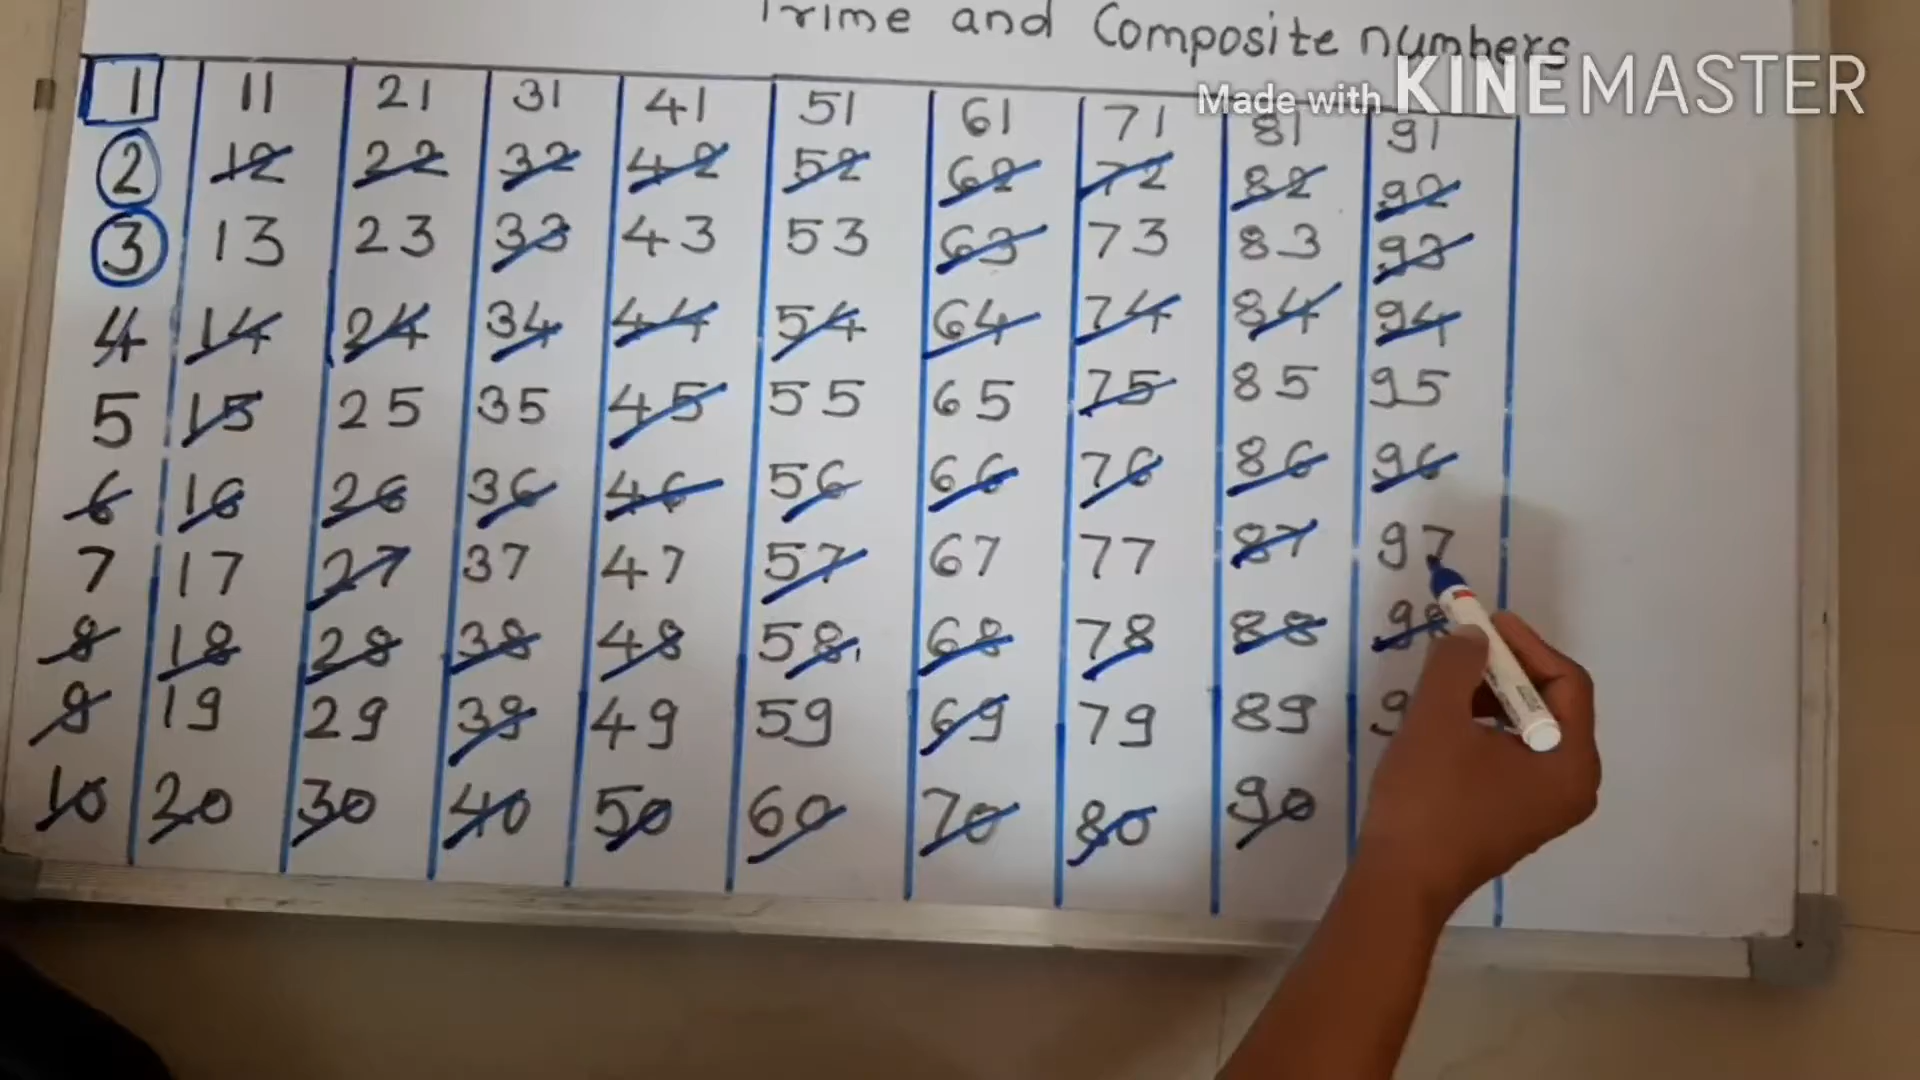 and Composite numbers
Made with KINEMASTER
1 11 21 31 41 51 61 71 81 91
2 12 22 32 42 52 62 72 82 92
3 13 23 33 43 53 63 73 83 93
4 14 24 34 44 54 64 74 84 94
5 15 25 35 45 55 65 75 85 95
6 16 26 36 46 56 66 76 86 96
7 17 27 37 47 57 67 77 87 97
8 18 28 38 48 58 68 78 88 98
9 19 29 39 49 59 69 79 89 9
10 20 30 40 50 60 70 80 90